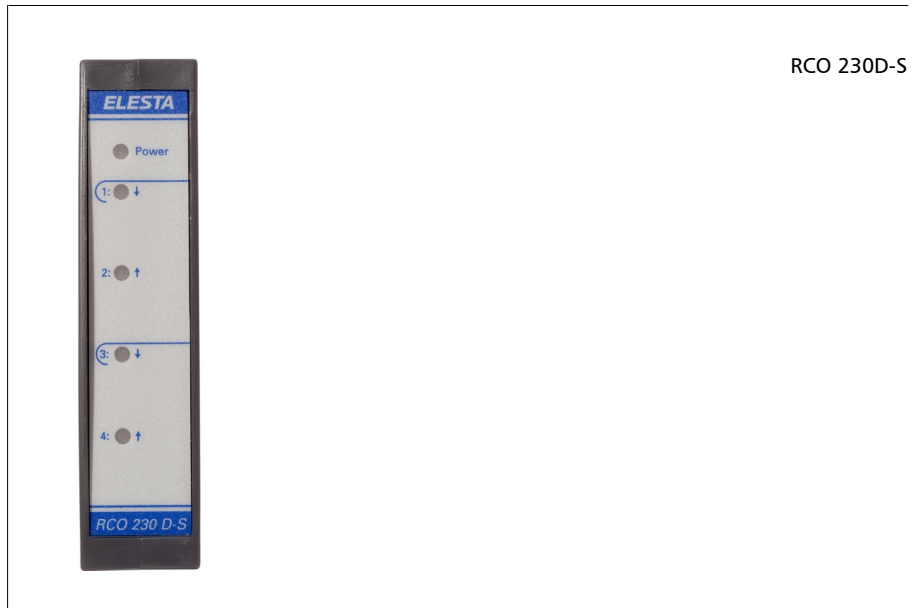 RCO 230D-S
ELESTA
Power
1: ↓
2: ↑
3: ↓
4: ↑
RCO 230 D-S